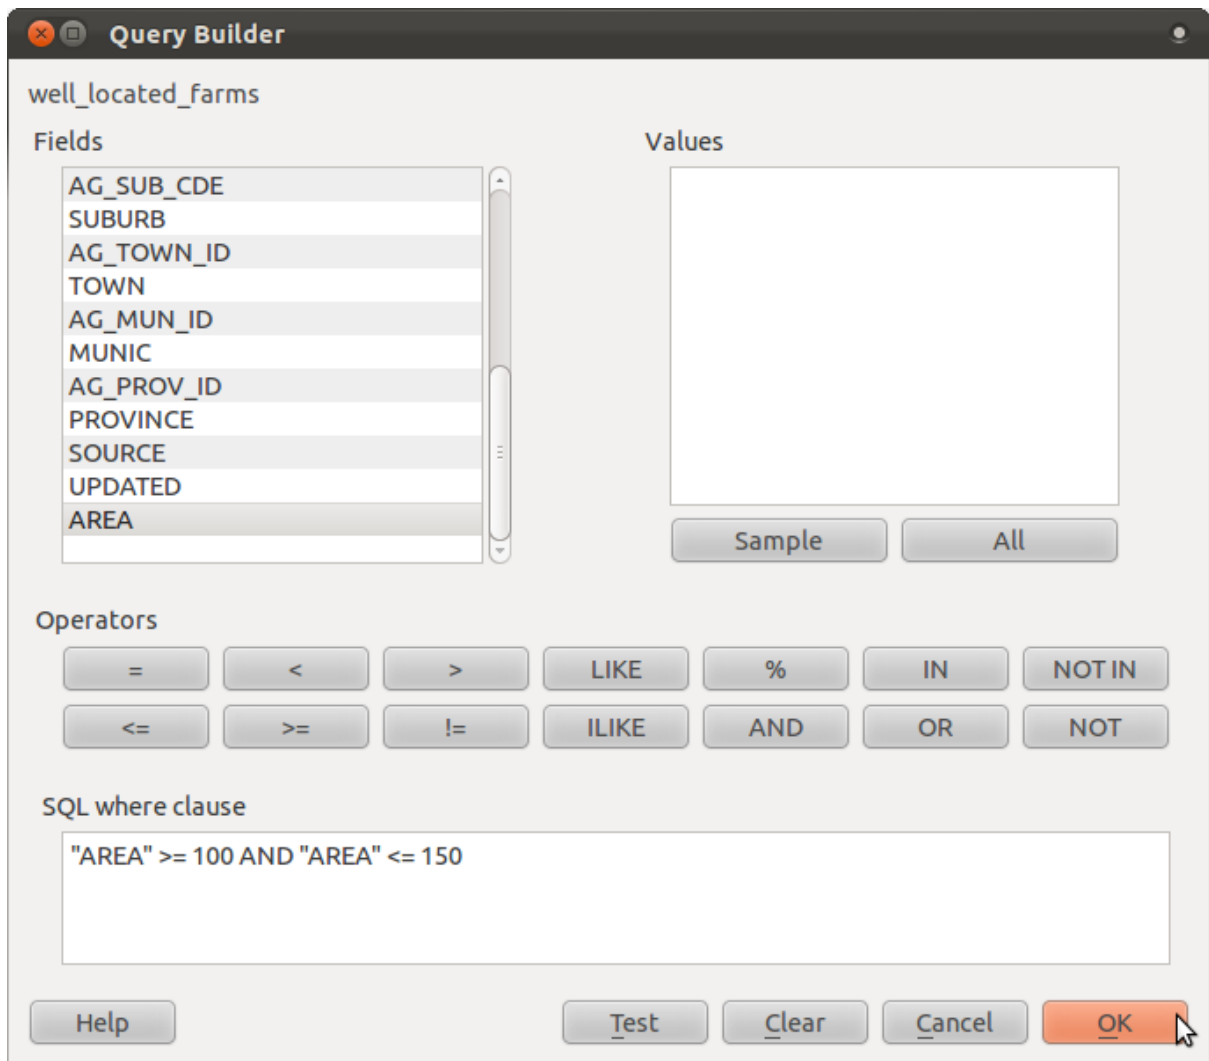 Query Builder
well_located_farms
Fields
Values
AG_SUB_CDE
SUBURB
AG_TOWN_ID
TOWN
AG_MUN_ID
MUNIC
AG_PROV_ID
PROVINCE
SOURCE
UPDATED
AREA
Sample All
Operators
= < > LIKE % IN NOT IN
<= >= != ILIKE AND OR NOT
SQL where clause
"AREA" >= 100 AND "AREA" <= 150
Help Test Clear Cancel OK